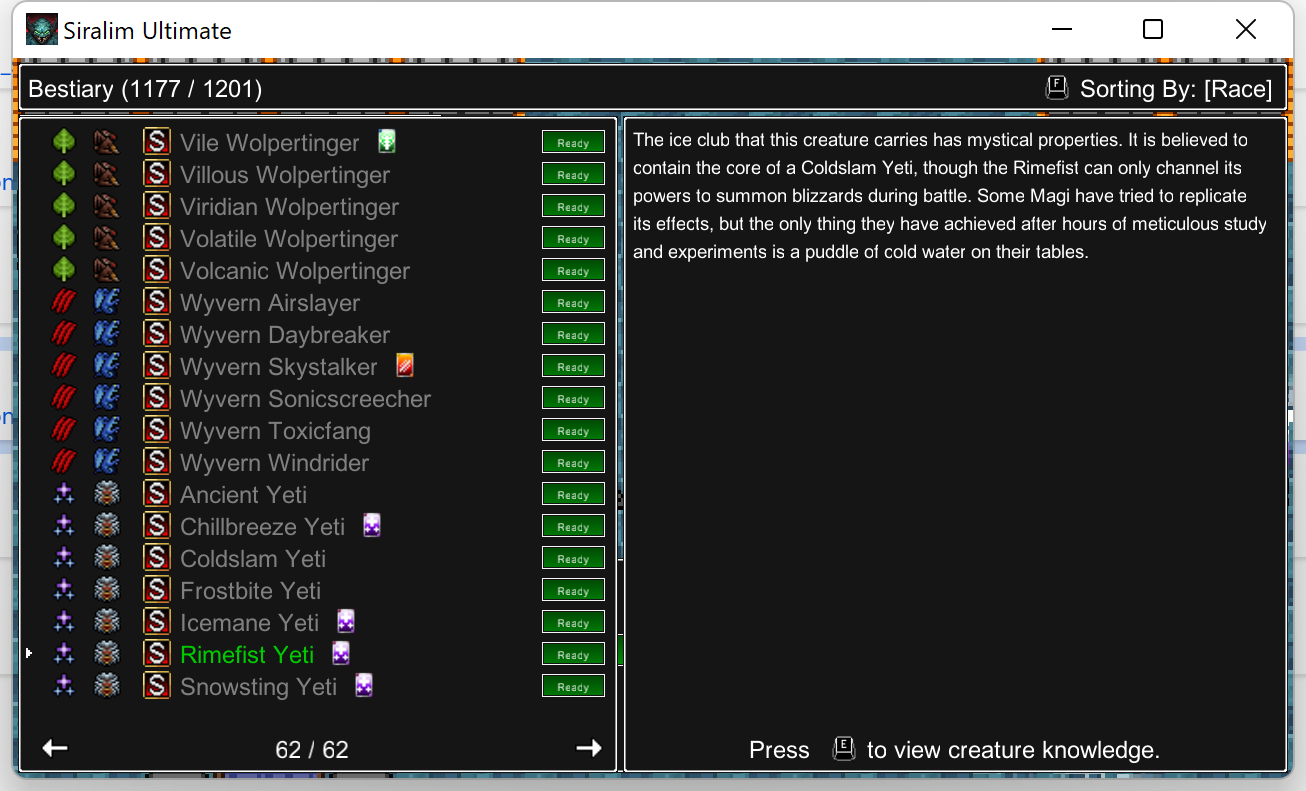 Siralim Ultimate
Bestiary (1177 / 1201)
F Sorting By: [Race]
S Vile Wolpertinger Ready
S Villous Wolpertinger Ready
S Viridian Wolpertinger Ready
S Volatile Wolpertinger Ready
S Volcanic Wolpertinger Ready
S Wyvern Airslayer Ready
S Wyvern Daybreaker Ready
S Wyvern Skystalker Ready
S Wyvern Sonicscreecher Ready
S Wyvern Toxicfang Ready
S Wyvern Windrider Ready
S Ancient Yeti Ready
S Chillbreeze Yeti Ready
S Coldslam Yeti Ready
S Frostbite Yeti Ready
S Icemane Yeti Ready
S Rimefist Yeti Ready
S Snowsting Yeti Ready
62 / 62
The ice club that this creature carries has mystical properties. It is believed to
contain the core of a Coldslam Yeti, though the Rimefist can only channel its
powers to summon blizzards during battle. Some Magi have tried to replicate
its effects, but the only thing they have achieved after hours of meticulous study
and experiments is a puddle of cold water on their tables.
Press E to view creature knowledge.